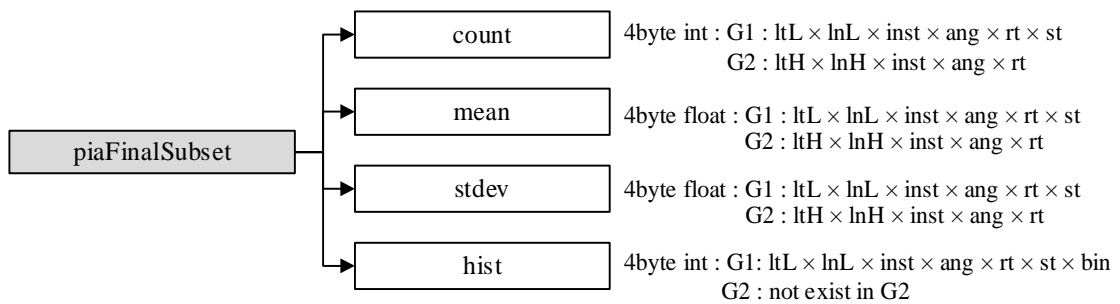 count
4byte int : G1 : ltL × lnL × inst × ang × rt × st
G2 : ltH × lnH × inst × ang × rt
mean
4byte float : G1 : ltL × lnL × inst × ang × rt × st
G2 : ltH × lnH × inst × ang × rt
piaFinalSubset
stdev
4byte float : G1 : ltL × lnL × inst × ang × rt × st
G2 : ltH × lnH × inst × ang × rt
hist
4byte int : G1: ltL × lnL × inst × ang × rt × st × bin
G2 : not exist in G2